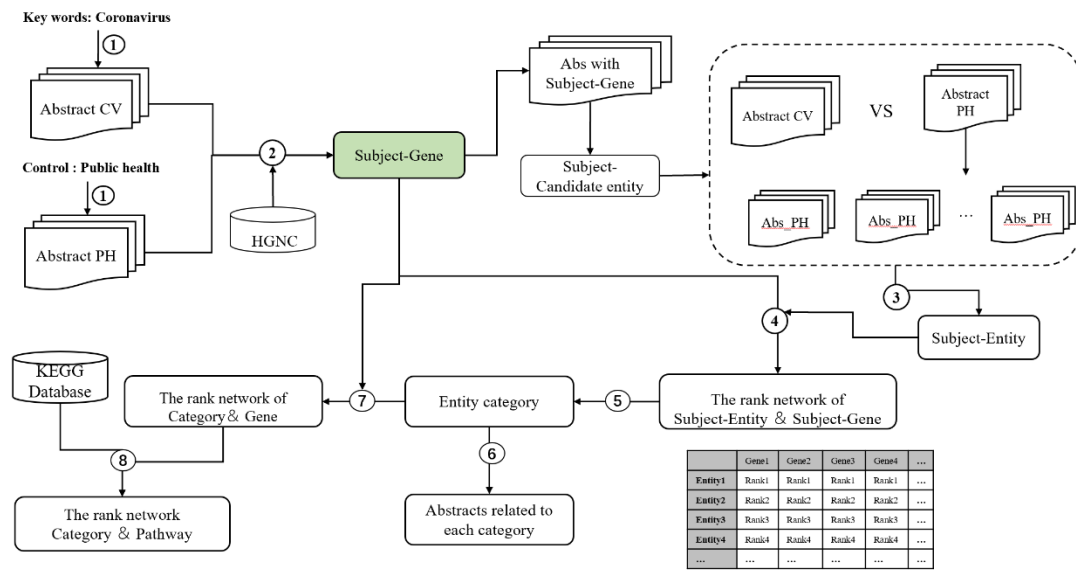 Key words: Coronavirus
1
Abstract CV
Control : Public health
1
Abstract PH
2
HGNC
Subject-Gene
Abs with
Subject-Gene
Subject-
Candidate entity
Abstract CV
VS
Abstract
PH
Abs_PH
Abs_PH
...
Abs_PH
3
Subject-Entity
4
The rank network of
Subject-Entity & Subject-Gene
5
Entity category
6
Abstracts related to
each category
7
The rank network of
Category& Gene
KEGG
Database
8
The rank network
Category & Pathway
Gene1 Gene2 Gene3 Gene4 ...
Entity1 Rank1 Rank1 Rank1 Rank1 ...
Entity2 Rank2 Rank2 Rank2 Rank2 ...
Entity3 Rank3 Rank3 Rank3 Rank3 ...
Entity4 Rank4 Rank4 Rank4 Rank4 ...
... ... ... ... ... ...